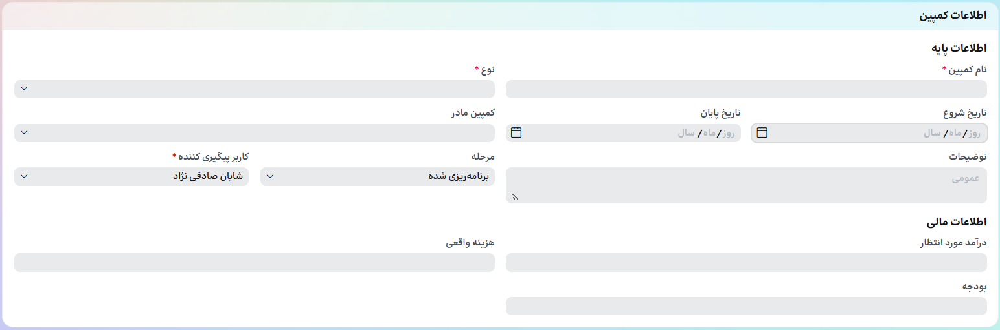 اطلاعات کمپین
اطلاعات پایه
نام کمپین *
نوع *
تاریخ شروع
تاریخ پایان
کمپین مادر
روز/ماه/ سال
روز/ماه/ سال
توضیحات
مرحله
کاربر پیگیری کننده *
عمومی
برنامه‌ریزی شده
شایان صادقی نژاد
اطلاعات مالی
درآمد مورد انتظار
هزینه واقعی
بودجه